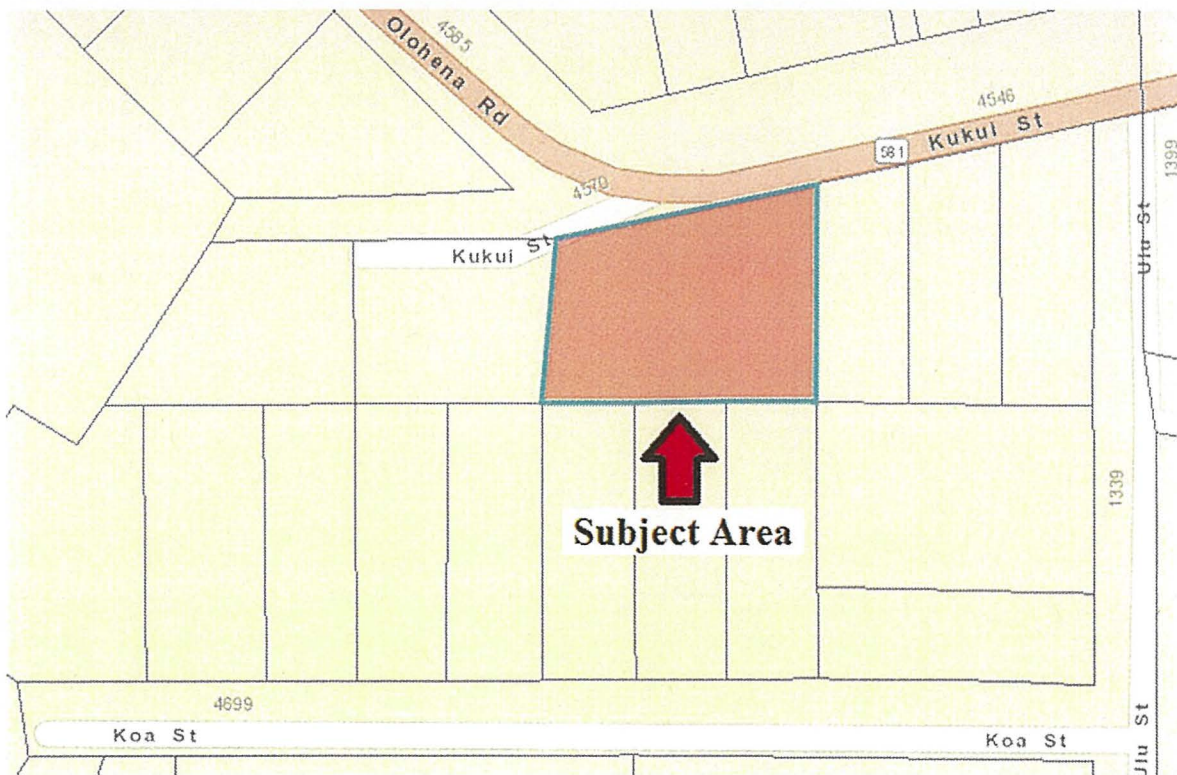 4585
Olohena Rd
4546
Kukui St
581
1399
4570
Ulu St
Kukui St
1339
Subject Area
4699
Koa St
Koa St
Ulu St